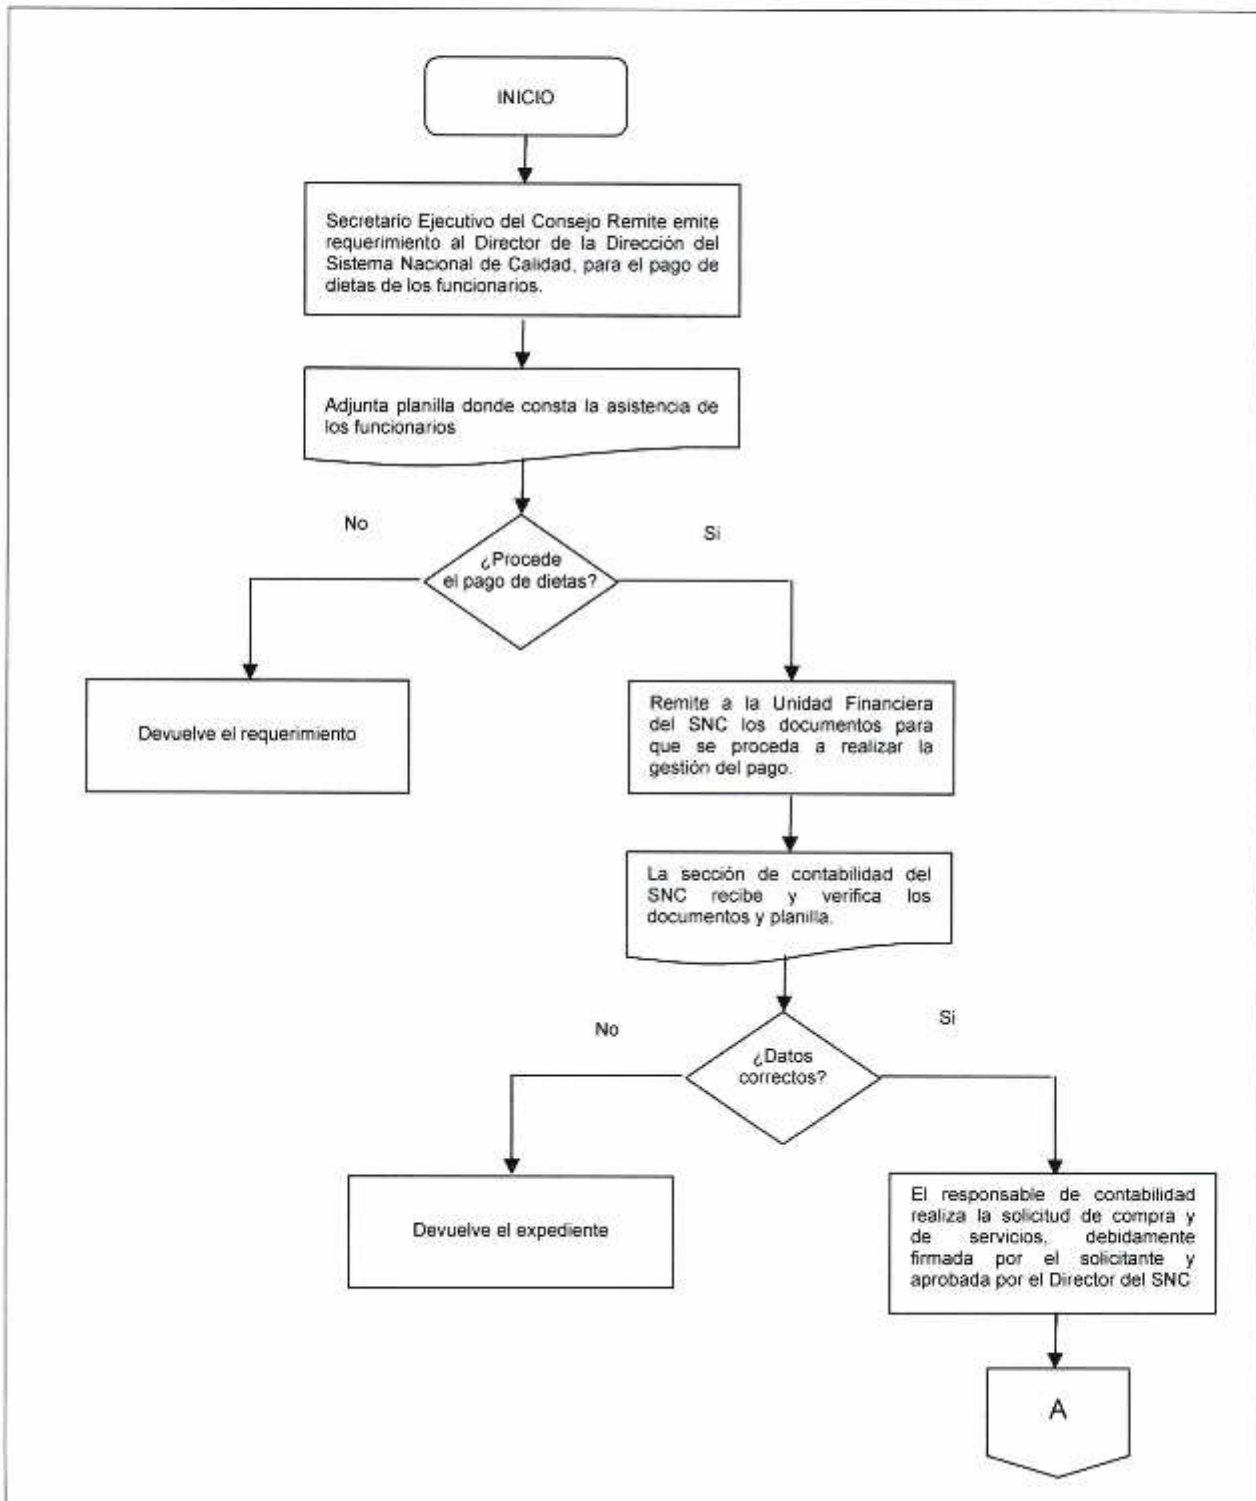 INICIO
Secretario Ejecutivo del Consejo Remite emite
requerimiento al Director de la Dirección del
Sistema Nacional de Calidad, para el pago de
dietas de los funcionarios.
Adjunta planilla donde consta la asistencia de
los funcionarios
No
Si
¿Procede
el pago de dietas?
Devuelve el requerimiento
Remite a la Unidad Financiera
del SNC los documentos para
que se proceda a realizar la
gestión del pago.
La sección de contabilidad del
SNC recibe y verifica los
documentos y planilla.
No
Si
¿Datos
correctos?
Devuelve el expediente
El responsable de contabilidad
realiza la solicitud de compra y
de servicios, debidamente
firmada por el solicitante y
aprobada por el Director del SNC
A